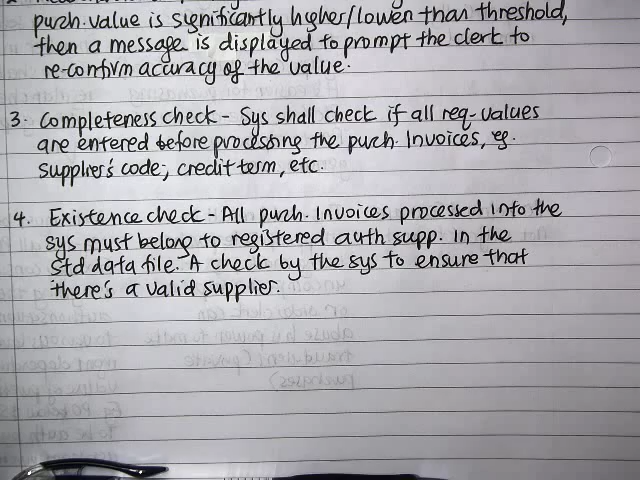 purch. value is significantly higher/lower than threshold,
then a message is displayed to prompt the clerk to
re-confirm accuracy of the value.
3. Completeness check - Sys shall check if all req-values
are entered before processing the purch. Invoices, eg.
supplier's code, credit term, etc.
4. Existence check - All purch. Invoices processed into the
sys must belong to registered auth supp. in the
std data file. A check by the sys to ensure that
there's a valid supplier.